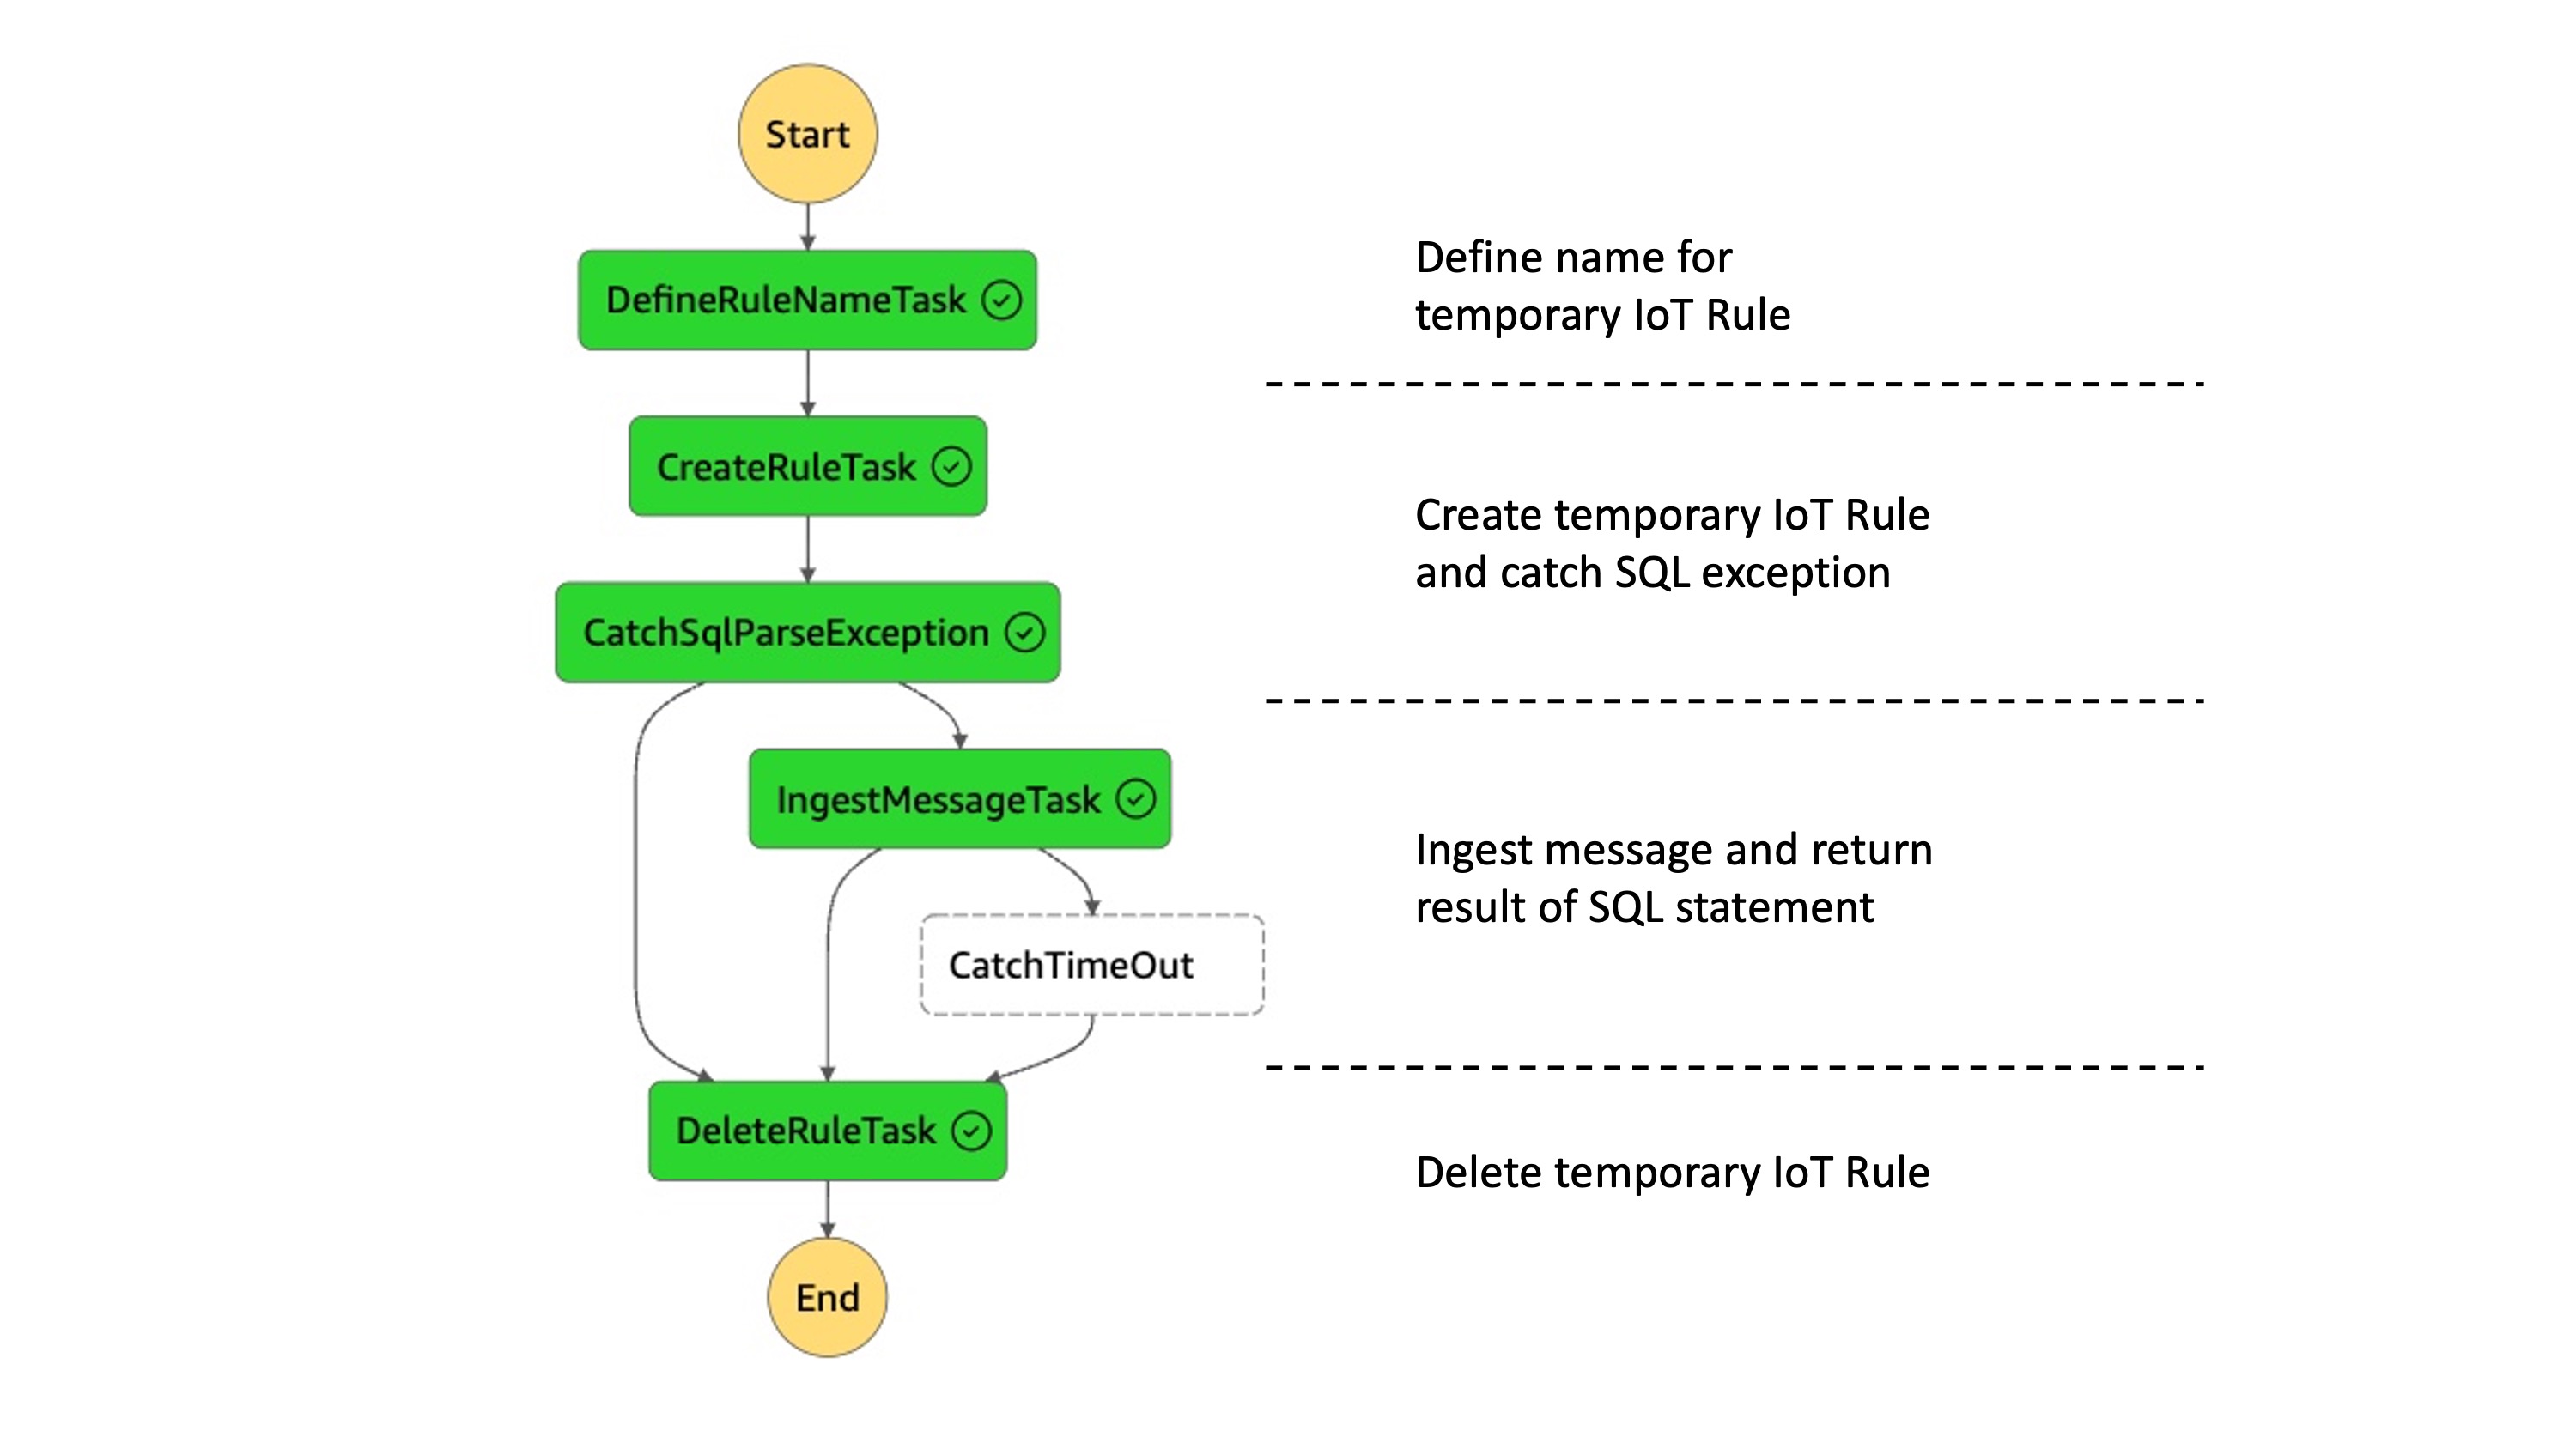 Start
DefineRuleNameTask
Define name for
temporary IoT Rule
CreateRuleTask
Create temporary IoT Rule
and catch SQL exception
CatchSqlParseException
IngestMessageTask
Ingest message and return
result of SQL statement
CatchTimeOut
DeleteRuleTask
Delete temporary IoT Rule
End